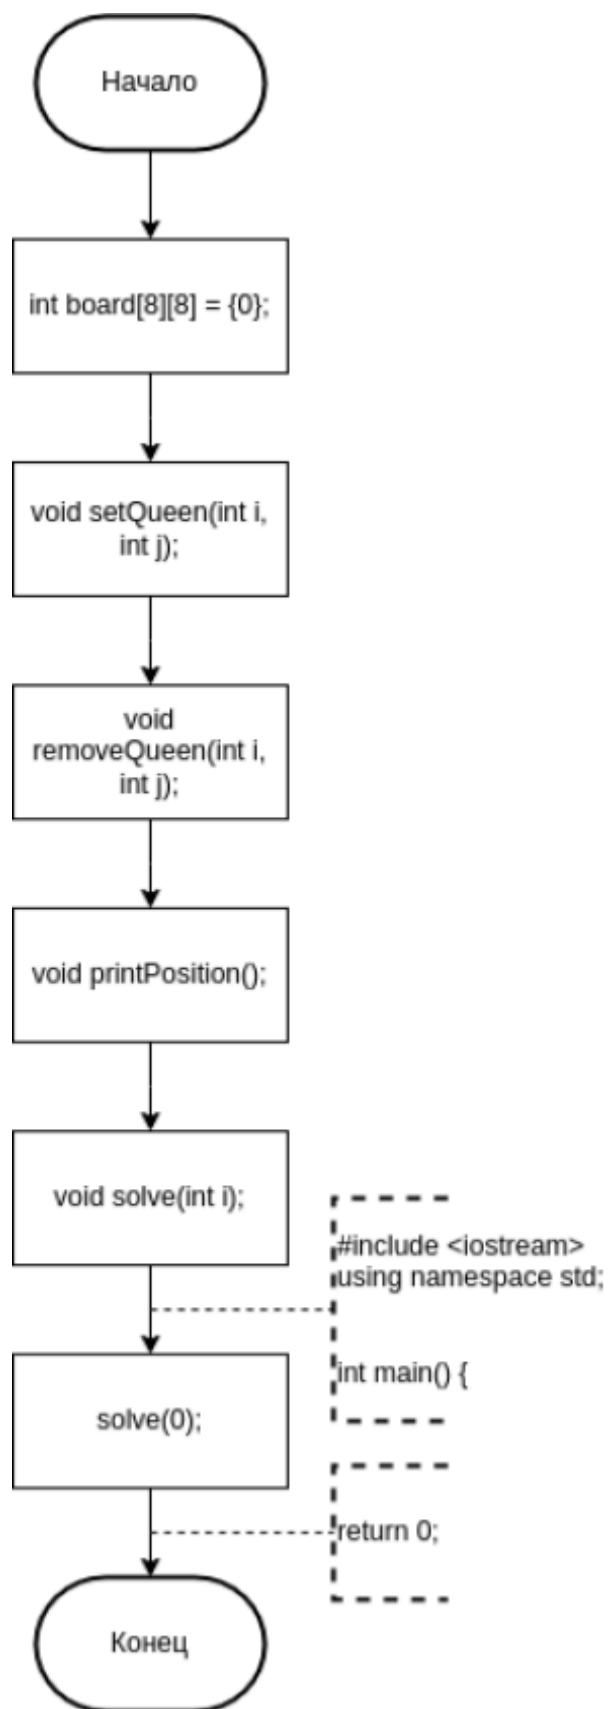 Начало
int board[8][8] = {0};
void setQueen(int i,
int j);
void
removeQueen(int i,
int j);
void printPosition();
void solve(int i);
#include <iostream>
using namespace std;
int main() {
solve(0);
return 0;
Конец